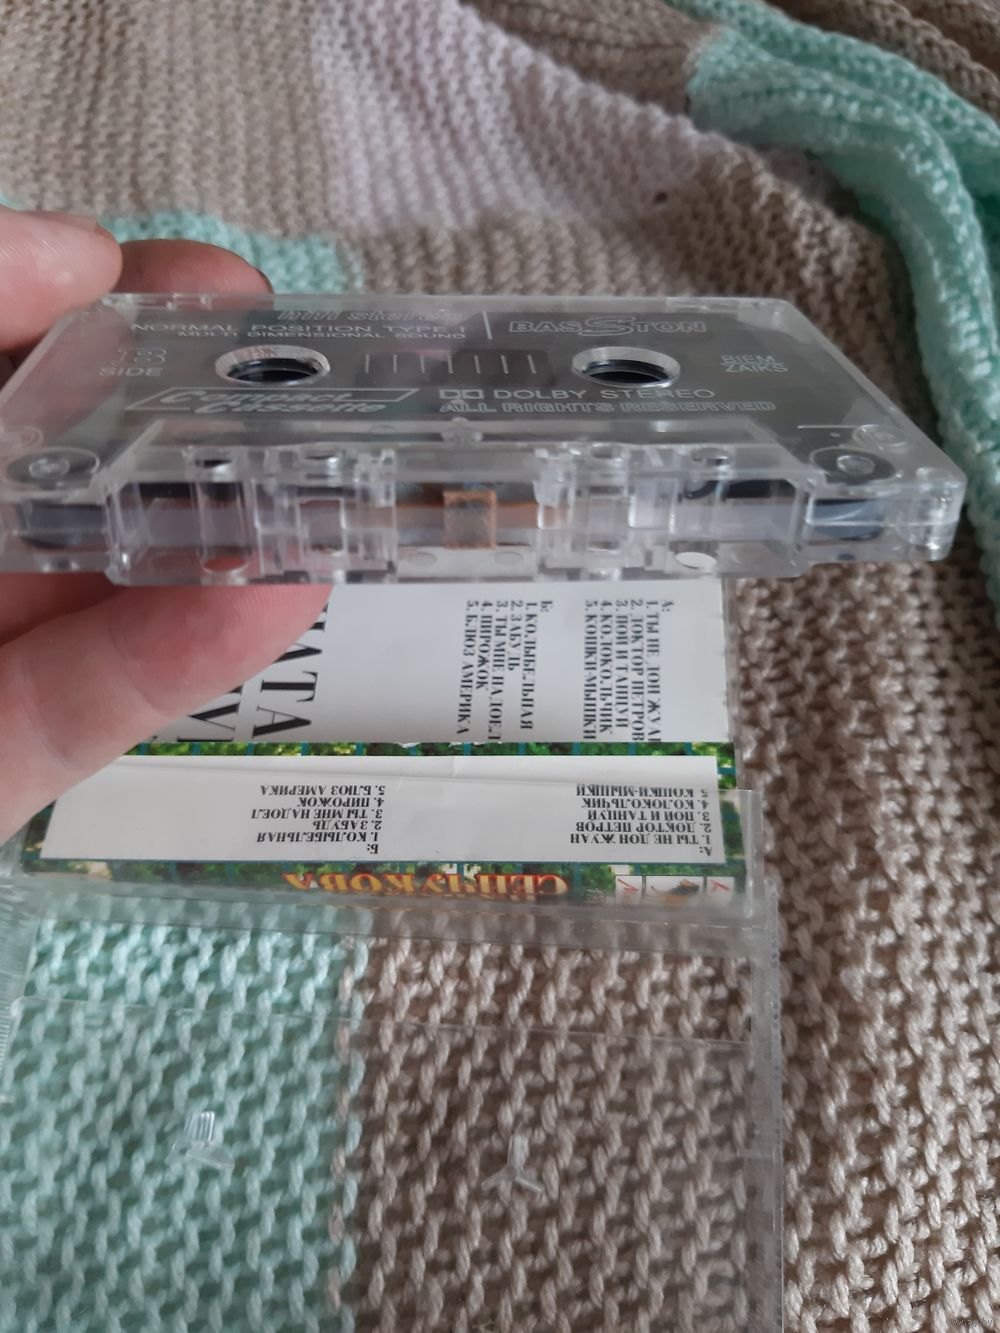 hifi stereo
NORMAL POSITION TYPE I
MULTI DIMENSIONAL SOUND
BASSTON
B
SIDE
BIEM
ZAIKS
Compact
Cassette
DOLBY STEREO
ALL RIGHTS RESERVED
А:
1. ТЫ НЕ ДОН ЖУАН
2. ДОКТОР ПЕТРОВ
3. ПОЙ И ТАНЦУЙ
4. КОЛОКОЛЬЧИК
5. КОШКИ-МЫШКИ
Б:
1. КОЛЫБЕЛЬНАЯ
2. ЗАБУДЬ
3. ТЫ МНЕ НАДОЕЛ
4. ПИРОЖОК
5. БЛЮЗ АМЕРИКА
АТА
А:
1. ТЫ НЕ ДОН ЖУАН
2. ДОКТОР ПЕТРОВ
3. ПОЙ И ТАНЦУЙ
4. КОЛОКОЛЬЧИК
5. КОШКИ-МЫШКИ
Б:
1. КОЛЫБЕЛЬНАЯ
2. ЗАБУДЬ
3. ТЫ МНЕ НАДОЕЛ
4. ПИРОЖОК
5. БЛЮЗ АМЕРИКА
СЕНЧУКОВА